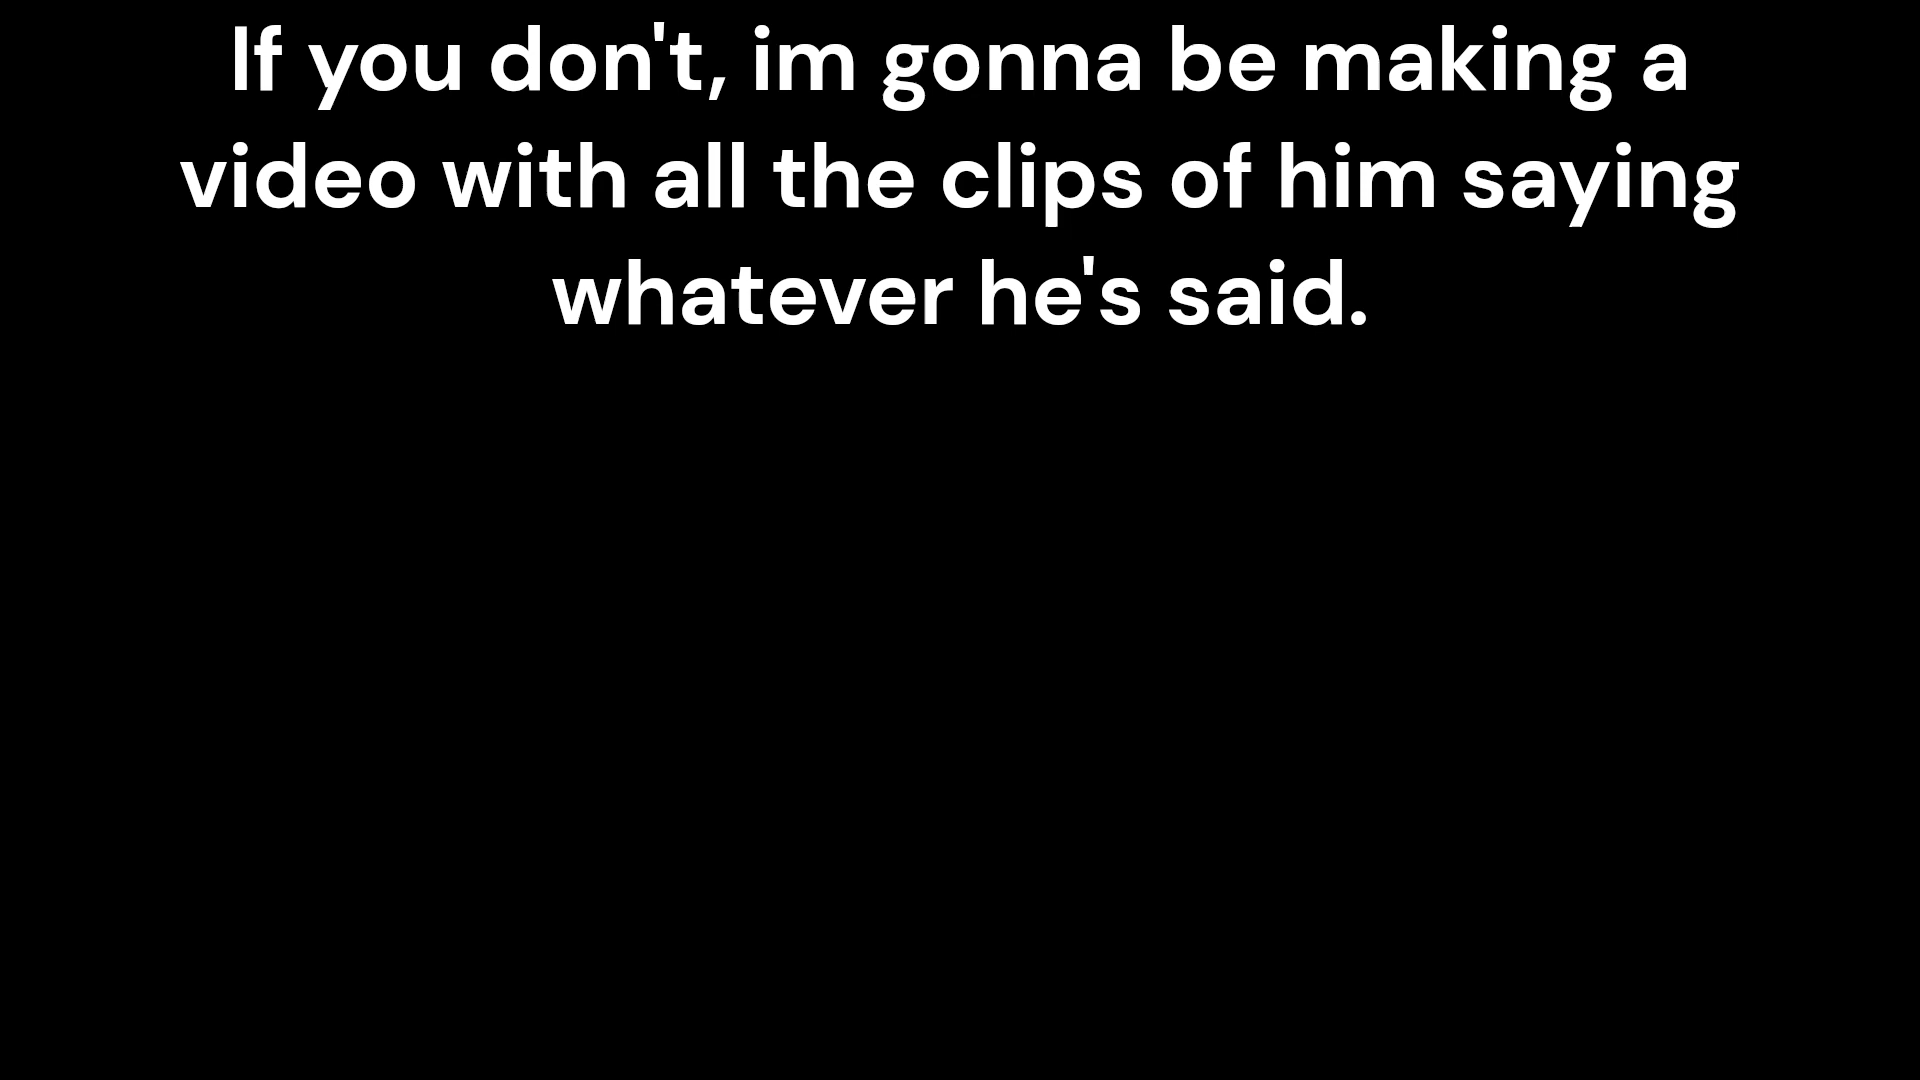 If you don't, im gonna be making a
video with all the clips of him saying
whatever he's said.